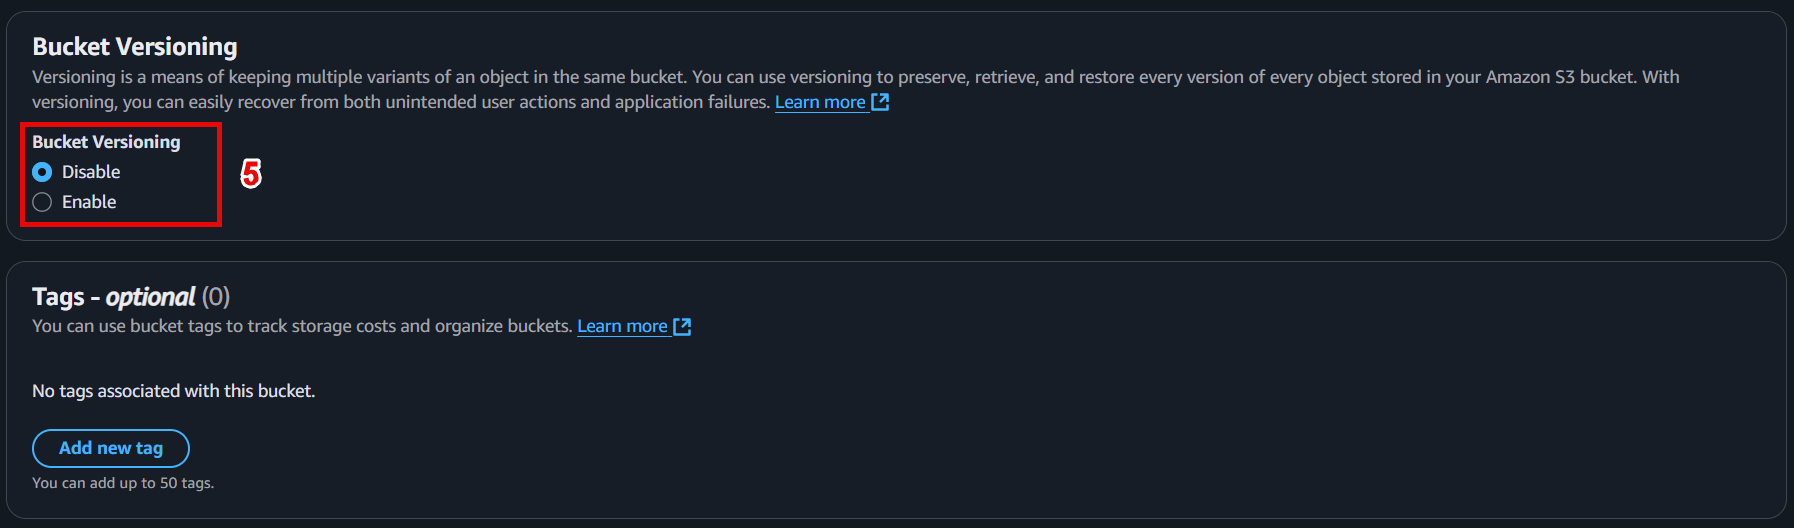 Bucket Versioning
Versioning is a means of keeping multiple variants of an object in the same bucket. You can use versioning to preserve, retrieve, and restore every version of every object stored in your Amazon S3 bucket. With
versioning, you can easily recover from both unintended user actions and application failures. Learn more
Bucket Versioning
Disable
5
Enable
Tags - optional (0)
You can use bucket tags to track storage costs and organize buckets. Learn more
No tags associated with this bucket.
Add new tag
You can add up to 50 tags.